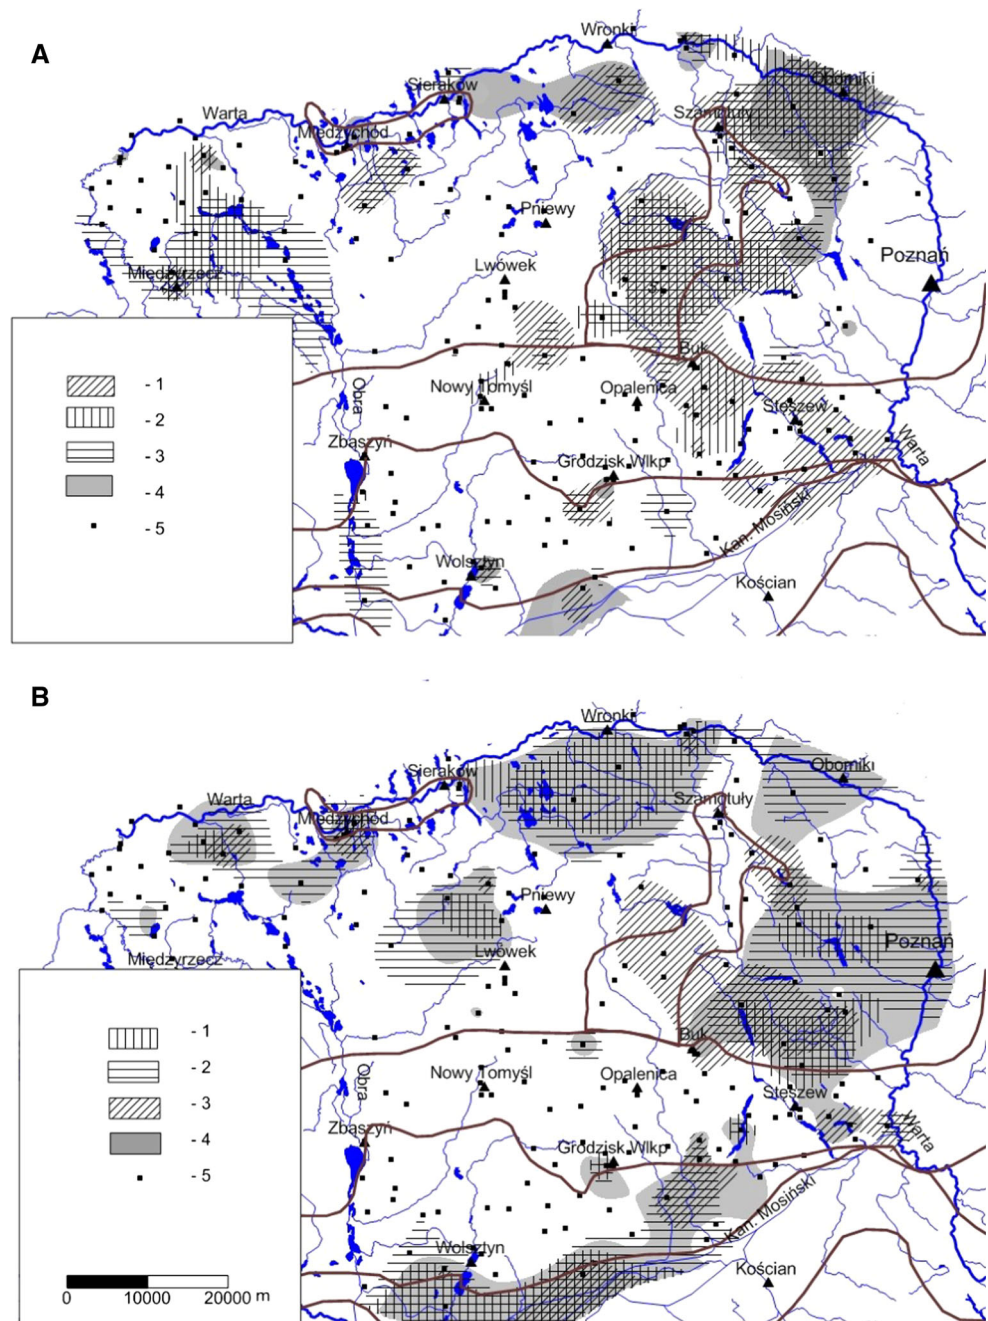 A
Wronki
Sieraków
Oborniki
Warta
Szamotuły
Międzychód
Pniewy
Poznań
Lwówek
Międzyrzecz
Buk
- 1
Obra
Nowy Tomyśl
Opalenica
- 2
Stęszew
Zbąszyń
Warta
- 3
Grodzisk Wlkp
- 4
- 5
Kan. Mosiński
Wolsztyn
Kościan
B
Wronki
Sieraków
Oborniki
Warta
Szamotuły
Międzychód
Pniewy
Poznań
Lwówek
Międzyrzecz
Buk
- 1
Nowy Tomyśl
Opalenica
- 2
Obra
Stęszew
- 3
Zbąszyń
Warta
- 4
Grodzisk Wlkp
- 5
Kan. Mosiński
Wolsztyn
Kościan
0 10000 20000 m